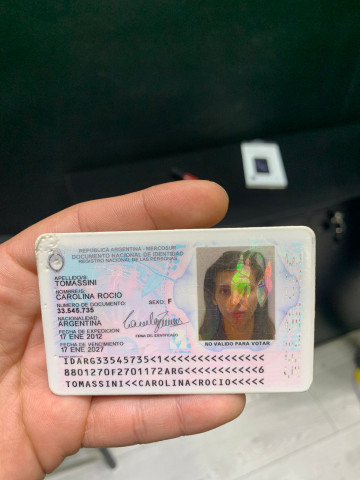 REPUBLICA ARGENTINA - MERCOSUR
DOCUMENTO NACIONAL DE IDENTIDAD
REGISTRO NACIONAL DE LAS PERSONAS
APELLIDO/S
TOMASSINI
NOMBRE/S
CAROLINA ROCIO
SEXO: F
NUMERO DE DOCUMENTO
33.545.735
NACIONALIDAD
ARGENTINA
FECHA DE EXPEDICION
17 ENE 2012
FECHA DE VENCIMIENTO
17 ENE 2027
FIRMA DEL IDENTIFICADO
NO VALIDO PARA VOTAR
IDARG33545735<1<<<<<<<<<<<<<<<
8801270F2701172ARG<<<<<<<<<<<6
TOMASSINI<<CAROLINA<ROCIO<<<<<